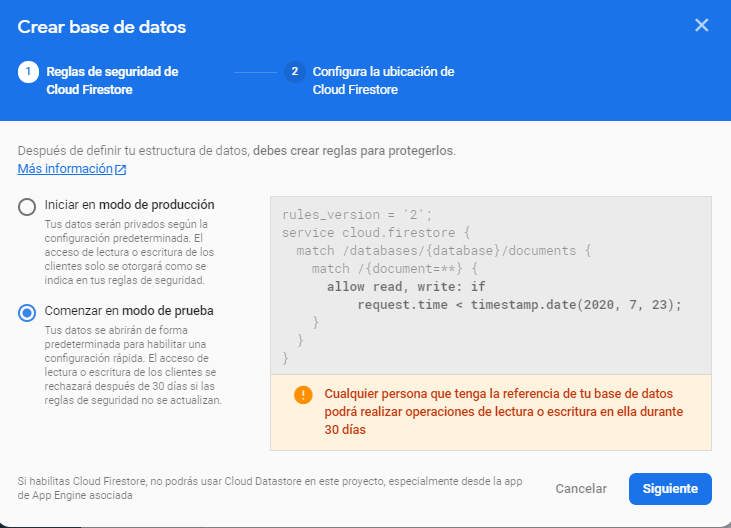 Crear base de datos
1 Reglas de seguridad de
Cloud Firestore
2 Configura la ubicación de
Cloud Firestore
Después de definir tu estructura de datos, debes crear reglas para protegerlos.
Más información
Iniciar en modo de producción
Tus datos serán privados según la
configuración predeterminada. El
acceso de lectura o escritura de los
clientes solo se otorgará como se
indica en tus reglas de seguridad.
Comenzar en modo de prueba
Tus datos se abrirán de forma
predeterminada para habilitar una
configuración rápida. El acceso de
lectura o escritura de los clientes se
rechazará después de 30 días si las
reglas de seguridad no se actualizan.
rules_version = '2';
service cloud.firestore {
  match /databases/{database}/documents {
    match /{document=**} {
      allow read, write: if
          request.time < timestamp.date(2020, 7, 23);
    }
  }
}
Cualquier persona que tenga la referencia de tu base de datos
podrá realizar operaciones de lectura o escritura en ella durante
30 días
Si habilitas Cloud Firestore, no podrás usar Cloud Datastore en este proyecto, especialmente desde la app
de App Engine asociada
Cancelar
Siguiente